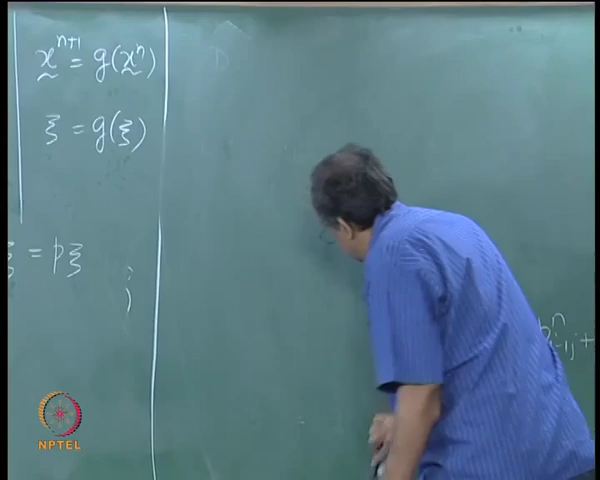 x^{n+1} = g(x^n)
ξ = g(ξ)
ξ = pξ
NPTEL